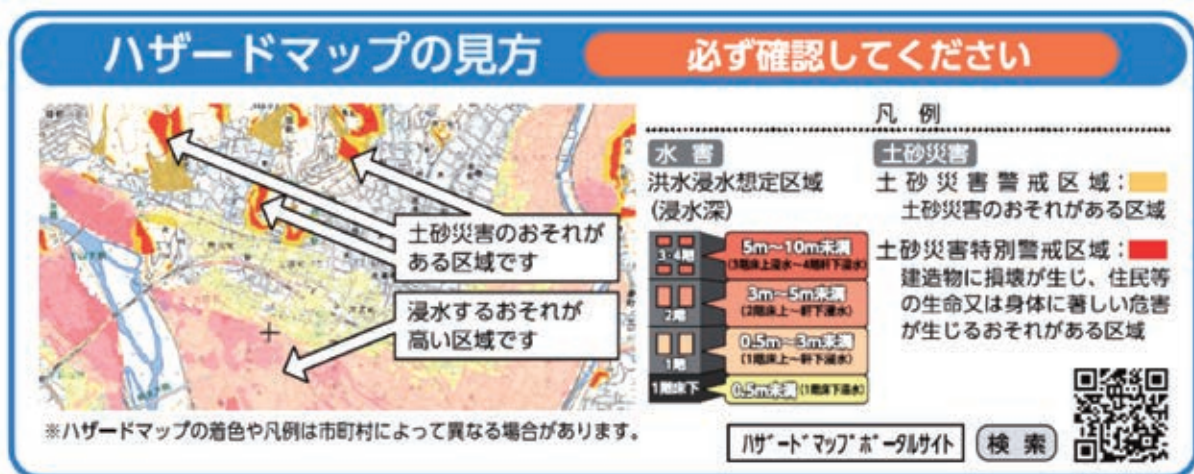 ハザードマップの見方
必ず確認してください
土砂災害のおそれが
ある区域です
浸水するおそれが
高い区域です
※ハザードマップの着色や凡例は市町村によって異なる場合があります。
凡 例
水 害
洪水浸水想定区域
(浸水深)
3・4階
5m～10m未満
(3階床上浸水～4階軒下浸水)
2階
3m～5m未満
(2階床上～軒下浸水)
1階
0.5m～3m未満
(1階床上～軒下浸水)
1階床下
0.5m未満 (1階床下浸水)
土砂災害
土砂災害警戒区域：
土砂災害のおそれがある区域
土砂災害特別警戒区域：
建造物に損壊が生じ、住民等
の生命又は身体に著しい危害
が生じるおそれがある区域
ﾊｻﾞｰﾄﾞﾏｯﾌﾟﾎﾟｰﾀﾙｻｲﾄ
検 索